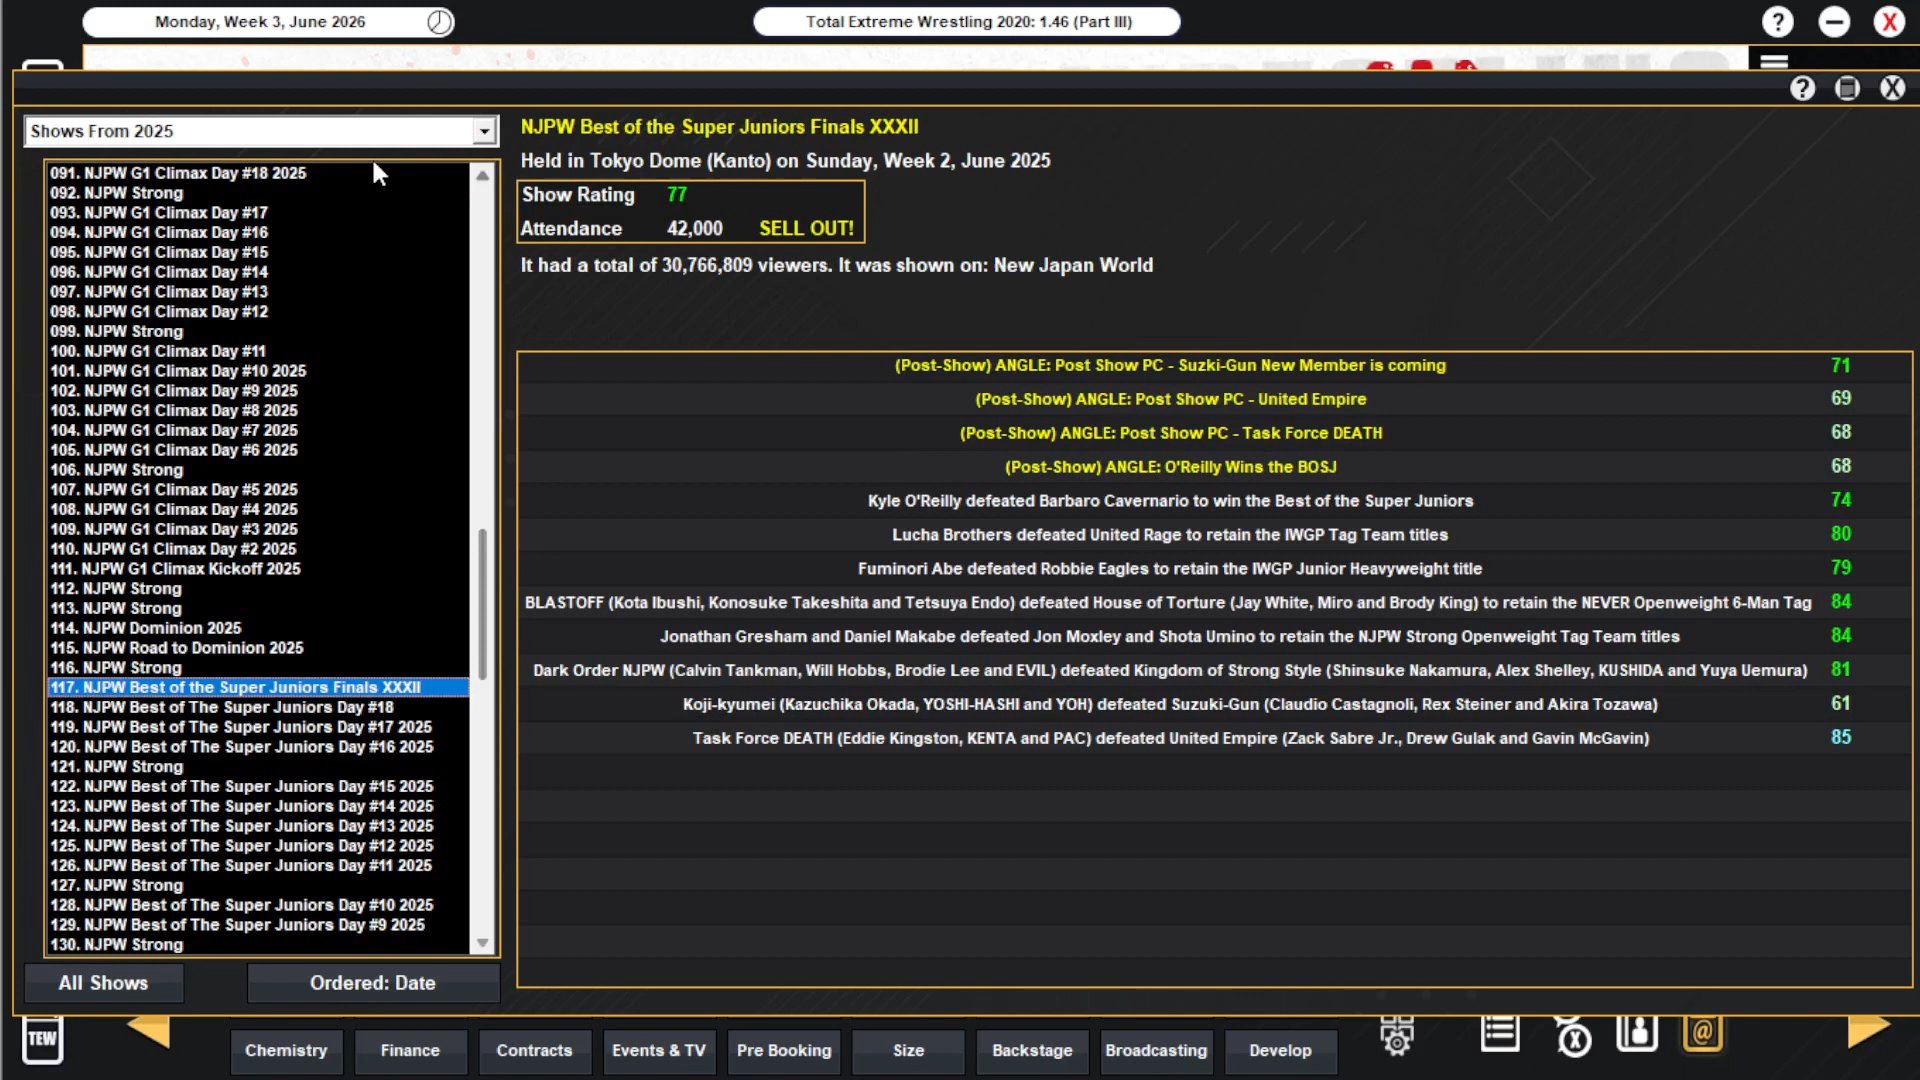 Monday, Week 3, June 2026
Total Extreme Wrestling 2020: 1.46 (Part III)
Shows From 2025
091. NJPW G1 Climax Day #18 2025
092. NJPW Strong
093. NJPW G1 Climax Day #17
094. NJPW G1 Climax Day #16
095. NJPW G1 Climax Day #15
096. NJPW G1 Climax Day #14
097. NJPW G1 Climax Day #13
098. NJPW G1 Climax Day #12
099. NJPW Strong
100. NJPW G1 Climax Day #11
101. NJPW G1 Climax Day #10 2025
102. NJPW G1 Climax Day #9 2025
103. NJPW G1 Climax Day #8 2025
104. NJPW G1 Climax Day #7 2025
105. NJPW G1 Climax Day #6 2025
106. NJPW Strong
107. NJPW G1 Climax Day #5 2025
108. NJPW G1 Climax Day #4 2025
109. NJPW G1 Climax Day #3 2025
110. NJPW G1 Climax Day #2 2025
111. NJPW G1 Climax Kickoff 2025
112. NJPW Strong
113. NJPW Strong
114. NJPW Dominion 2025
115. NJPW Road to Dominion 2025
116. NJPW Strong
117. NJPW Best of the Super Juniors Finals XXXII
118. NJPW Best of The Super Juniors Day #18
119. NJPW Best of The Super Juniors Day #17 2025
120. NJPW Best of The Super Juniors Day #16 2025
121. NJPW Strong
122. NJPW Best of The Super Juniors Day #15 2025
123. NJPW Best of The Super Juniors Day #14 2025
124. NJPW Best of The Super Juniors Day #13 2025
125. NJPW Best of The Super Juniors Day #12 2025
126. NJPW Best of The Super Juniors Day #11 2025
127. NJPW Strong
128. NJPW Best of The Super Juniors Day #10 2025
129. NJPW Best of The Super Juniors Day #9 2025
130. NJPW Strong
All Shows
Ordered: Date
NJPW Best of the Super Juniors Finals XXXII
Held in Tokyo Dome (Kanto) on Sunday, Week 2, June 2025
Show Rating 77
Attendance 42,000 SELL OUT!
It had a total of 30,766,809 viewers. It was shown on: New Japan World
(Post-Show) ANGLE: Post Show PC - Suzki-Gun New Member is coming 71
(Post-Show) ANGLE: Post Show PC - United Empire 69
(Post-Show) ANGLE: Post Show PC - Task Force DEATH 68
(Post-Show) ANGLE: O'Reilly Wins the BOSJ 68
Kyle O'Reilly defeated Barbaro Cavernario to win the Best of the Super Juniors 74
Lucha Brothers defeated United Rage to retain the IWGP Tag Team titles 80
Fuminori Abe defeated Robbie Eagles to retain the IWGP Junior Heavyweight title 79
BLASTOFF (Kota Ibushi, Konosuke Takeshita and Tetsuya Endo) defeated House of Torture (Jay White, Miro and Brody King) to retain the NEVER Openweight 6-Man Tag 84
Jonathan Gresham and Daniel Makabe defeated Jon Moxley and Shota Umino to retain the NJPW Strong Openweight Tag Team titles 84
Dark Order NJPW (Calvin Tankman, Will Hobbs, Brodie Lee and EVIL) defeated Kingdom of Strong Style (Shinsuke Nakamura, Alex Shelley, KUSHIDA and Yuya Uemura) 81
Koji-kyumei (Kazuchika Okada, YOSHI-HASHI and YOH) defeated Suzuki-Gun (Claudio Castagnoli, Rex Steiner and Akira Tozawa) 61
Task Force DEATH (Eddie Kingston, KENTA and PAC) defeated United Empire (Zack Sabre Jr., Drew Gulak and Gavin McGavin) 85
TEW
Chemistry
Finance
Contracts
Events & TV
Pre Booking
Size
Backstage
Broadcasting
Develop